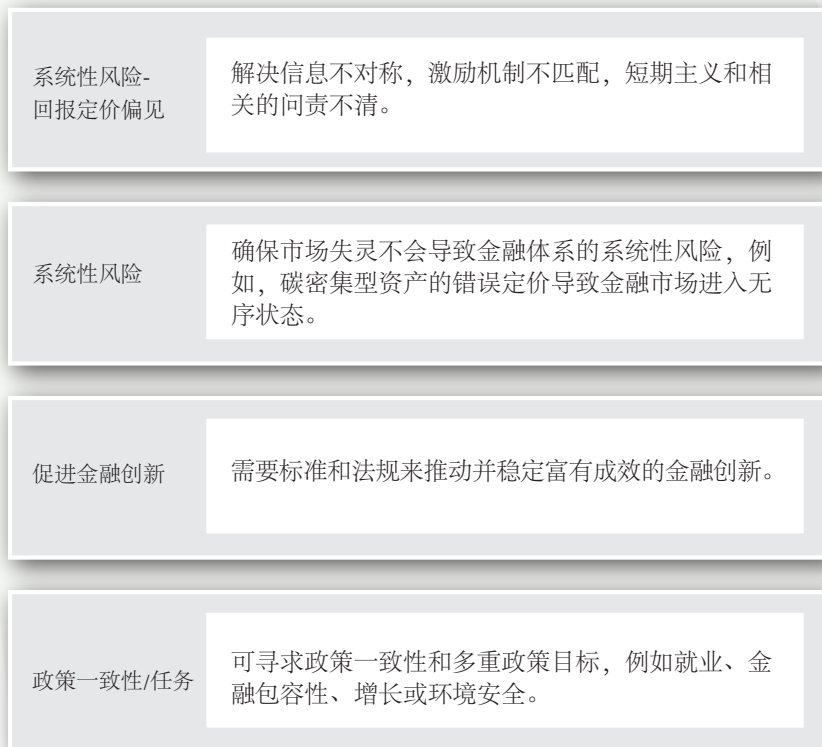 系统性风险-
回报定价偏见
解决信息不对称，激励机制不匹配，短期主义和相
关的问责不清。
系统性风险
确保市场失灵不会导致金融体系的系统性风险，例
如，碳密集型资产的错误定价导致金融市场进入无
序状态。
促进金融创新
需要标准和法规来推动并稳定富有成效的金融创新。
政策一致性/任务
可寻求政策一致性和多重政策目标，例如就业、金
融包容性、增长或环境安全。